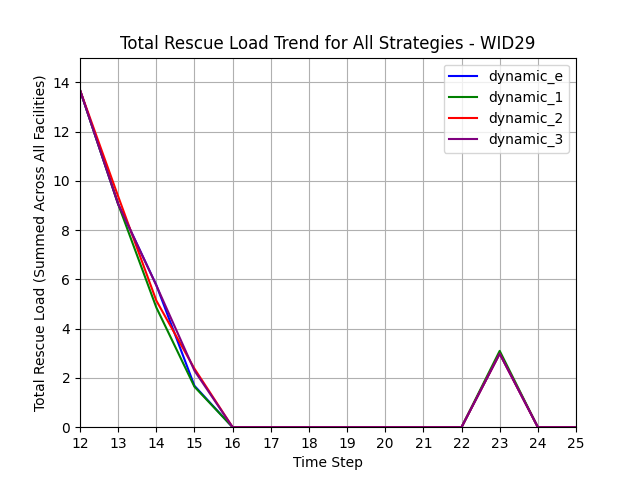 Total Rescue Load Trend for All Strategies - WID29
Total Rescue Load (Summed Across All Facilities)
14
12
10
8
6
4
2
0
dynamic_e
dynamic_1
dynamic_2
dynamic_3
12 13 14 15 16 17 18 19 20 21 22 23 24 25
Time Step